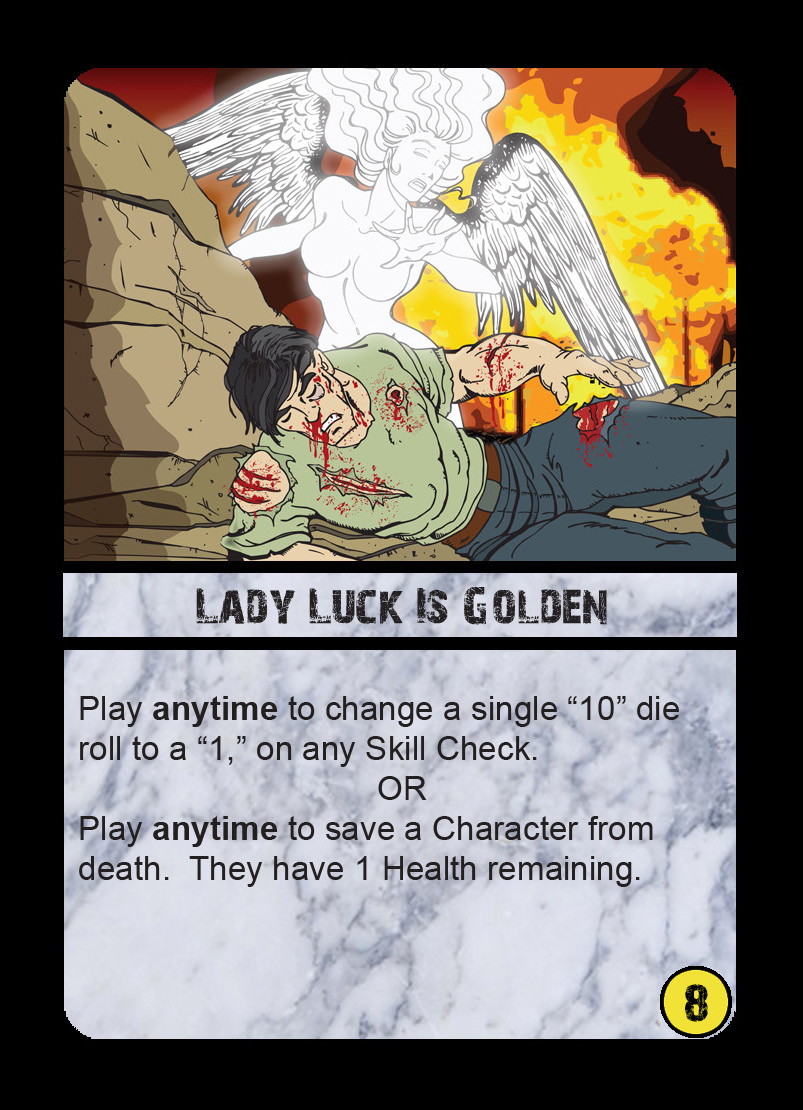 Lady Luck Is Golden
Play anytime to change a single “10” die
roll to a “1,” on any Skill Check.
OR
Play anytime to save a Character from
death.  They have 1 Health remaining.
8